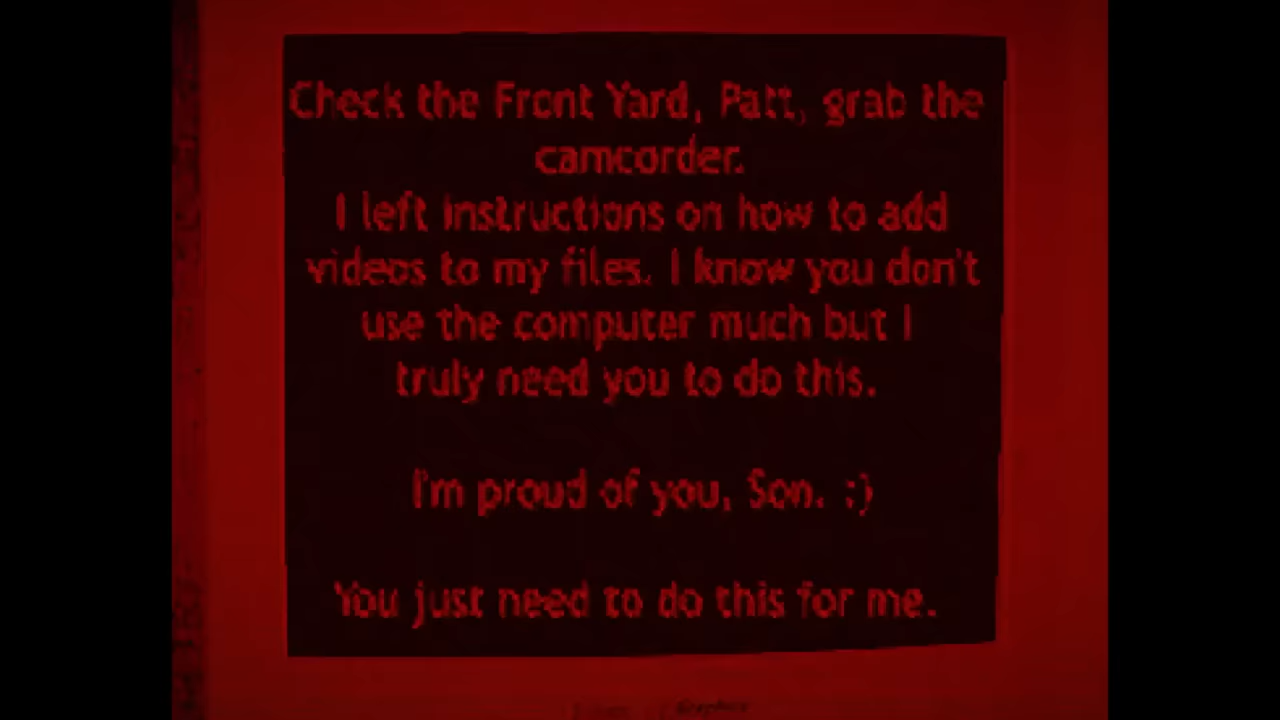 Check the Front Yard, Patt, grab the
camcorder.
I left instructions on how to add
videos to my files. I know you don't
use the computer much but I
truly need you to do this.
I'm proud of you, Son. :)
You just need to do this for me.